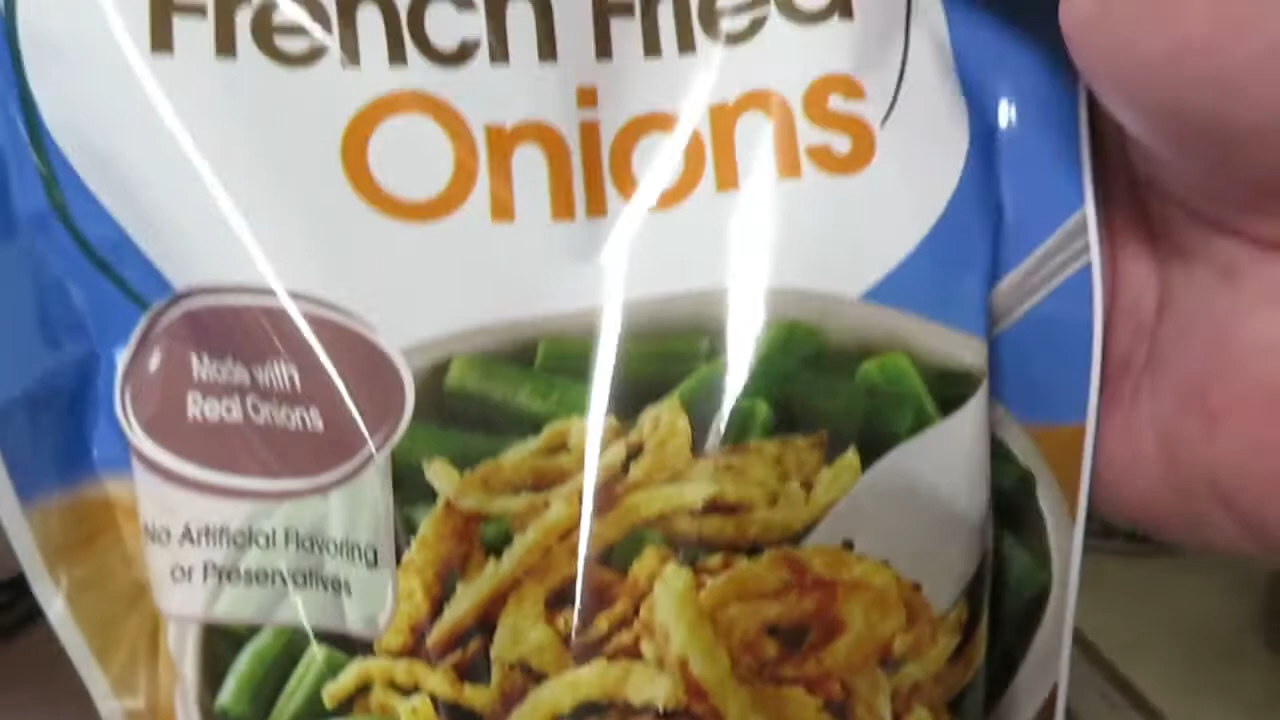 French Fried
Onions
Made with
Real Onions
No Artificial Flavoring
or Preservatives